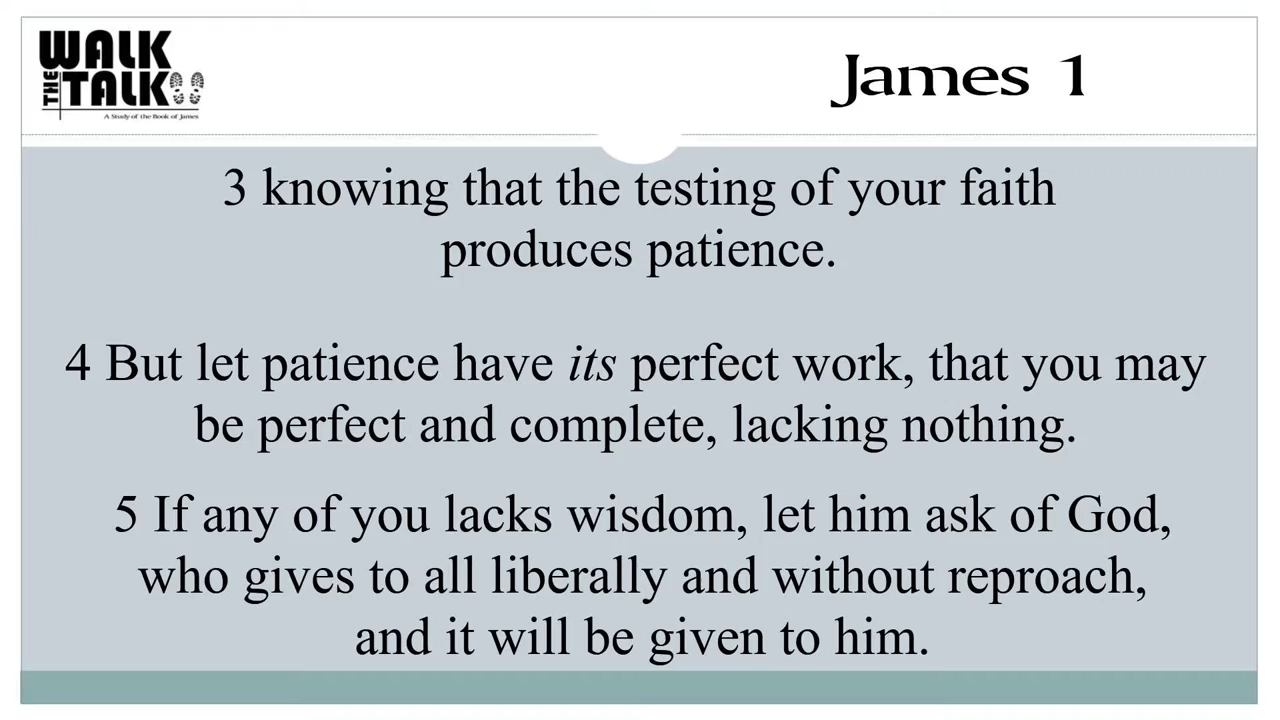 WALK
THE TALK
A Study of the Book of James
James 1
3 knowing that the testing of your faith
produces patience.
4 But let patience have its perfect work, that you may
be perfect and complete, lacking nothing.
5 If any of you lacks wisdom, let him ask of God,
who gives to all liberally and without reproach,
and it will be given to him.